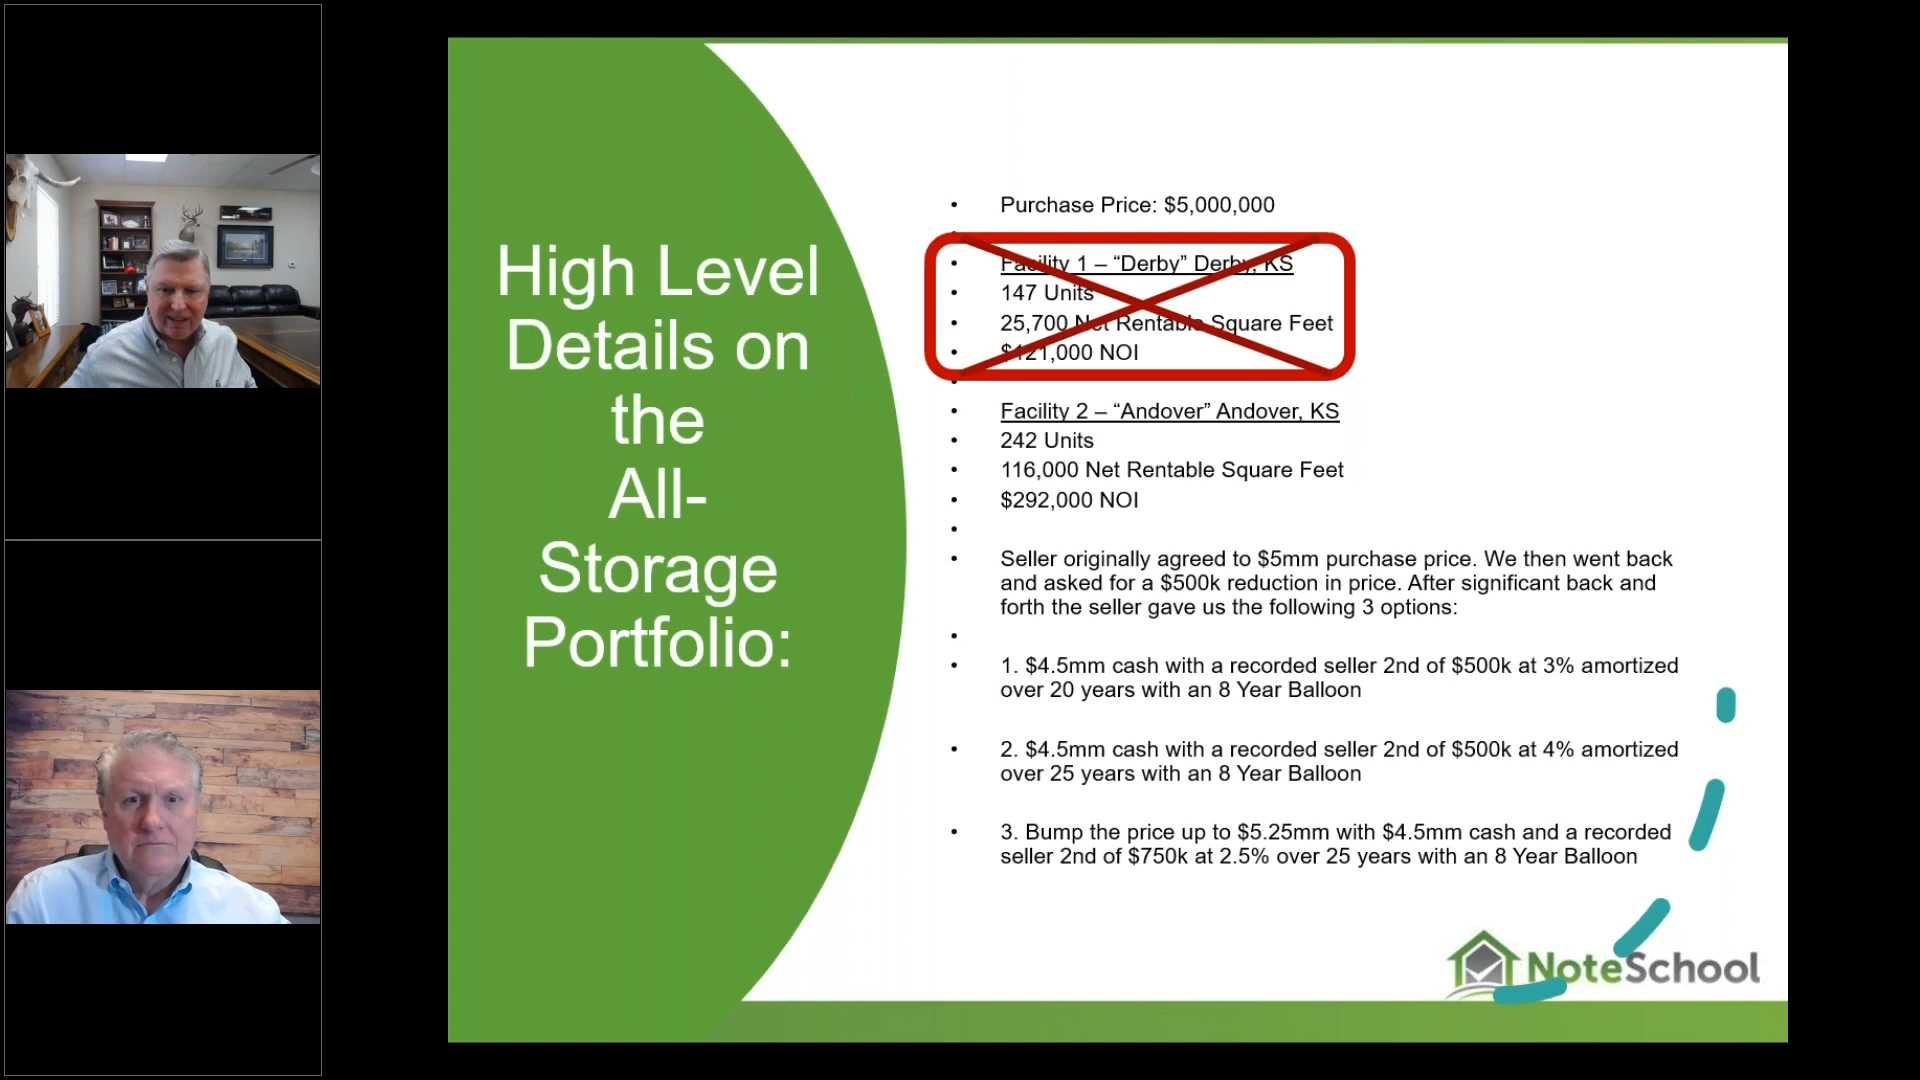 High Level
Details on
the
All-
Storage
Portfolio:
• Purchase Price: $5,000,000
•
• Facility 1 – “Derby” Derby, KS
• 147 Units
• 25,700 Net Rentable Square Feet
• $121,000 NOI
•
• Facility 2 – “Andover” Andover, KS
• 242 Units
• 116,000 Net Rentable Square Feet
• $292,000 NOI
•
• Seller originally agreed to $5mm purchase price. We then went back
and asked for a $500k reduction in price. After significant back and
forth the seller gave us the following 3 options:
•
• 1. $4.5mm cash with a recorded seller 2nd of $500k at 3% amortized
over 20 years with an 8 Year Balloon
• 2. $4.5mm cash with a recorded seller 2nd of $500k at 4% amortized
over 25 years with an 8 Year Balloon
• 3. Bump the price up to $5.25mm with $4.5mm cash and a recorded
seller 2nd of $750k at 2.5% over 25 years with an 8 Year Balloon
NoteSchool